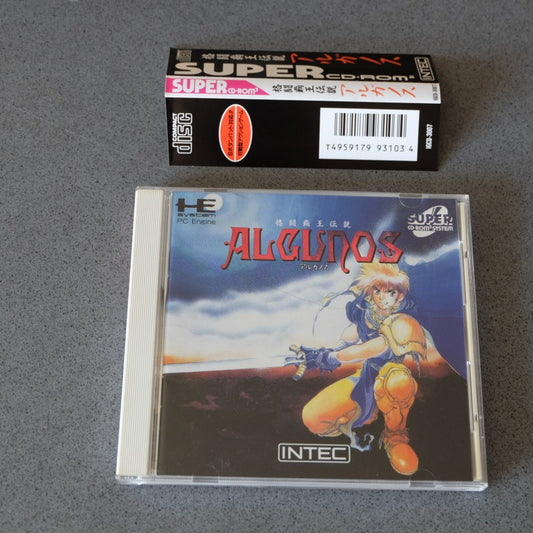 格闘覇王伝説 アルガノス
SUPER CD-ROM²
INTEC
SUPER CD-ROM²
格闘覇王伝説 アルガノス
COMPACT
disc
T4959179 93103 4
IGCD-3007
HE
system
PC Engine
格闘覇王伝説
ALGUNOS
アルガノス
SUPER
CD-ROM² SYSTEM
INTEC